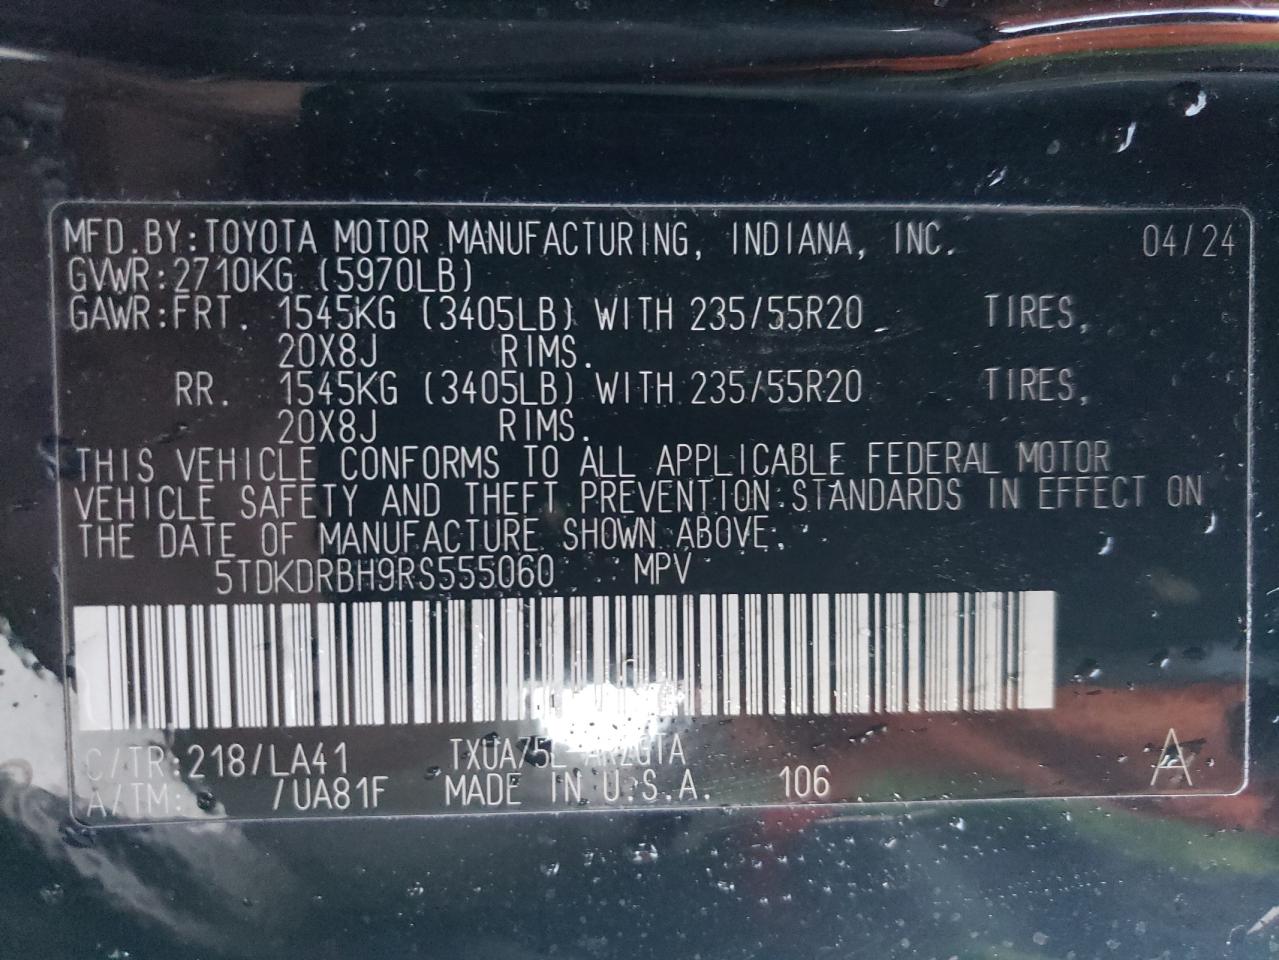 MFD.BY:TOYOTA MOTOR MANUFACTURING, INDIANA, INC. 04/24
GVWR:2710KG (5970LB)
GAWR:FRT. 1545KG (3405LB) WITH 235/55R20 TIRES,
20X8J RIMS.
RR. 1545KG (3405LB) WITH 235/55R20 TIRES,
20X8J RIMS.
THIS VEHICLE CONFORMS TO ALL APPLICABLE FEDERAL MOTOR
VEHICLE SAFETY AND THEFT PREVENTION STANDARDS IN EFFECT ON
THE DATE OF MANUFACTURE SHOWN ABOVE.
5TDKDRBH9RS555060 MPV
C/TR:218/LA41 TXUA75L
A/TM: /UA81F MADE IN U.S.A. 106 A